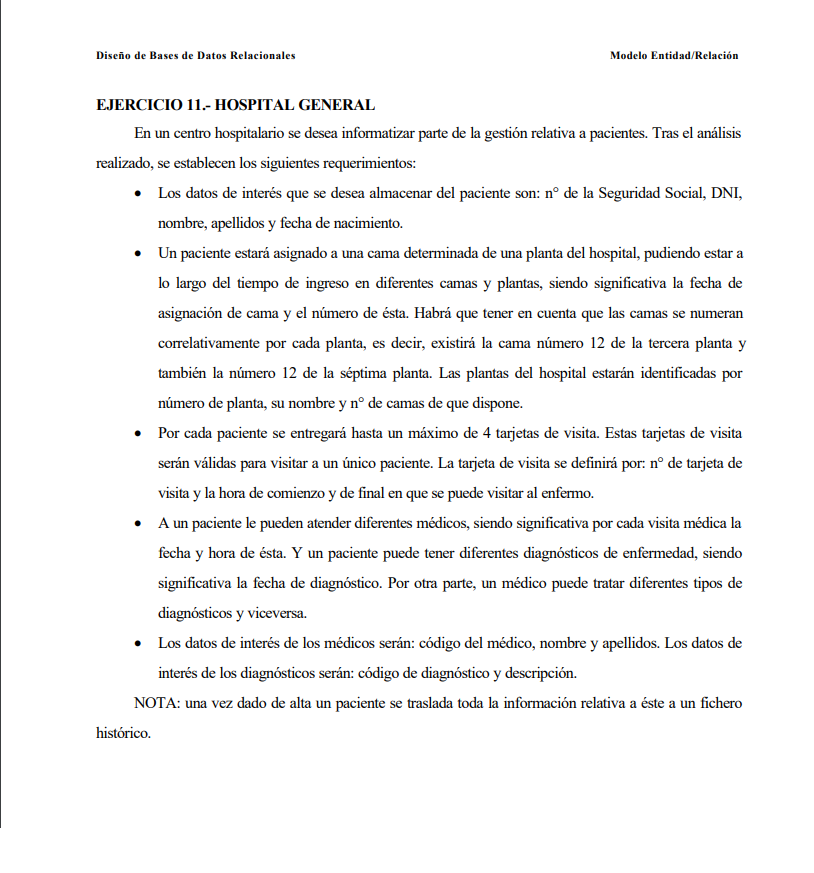 Diseño de Bases de Datos Relacionales Modelo Entidad/Relación
EJERCICIO 11.- HOSPITAL GENERAL
En un centro hospitalario se desea informatizar parte de la gestión relativa a pacientes. Tras el análisis
realizado, se establecen los siguientes requerimientos:
• Los datos de interés que se desea almacenar del paciente son: nº de la Seguridad Social, DNI,
nombre, apellidos y fecha de nacimiento.
• Un paciente estará asignado a una cama determinada de una planta del hospital, pudiendo estar a
lo largo del tiempo de ingreso en diferentes camas y plantas, siendo significativa la fecha de
asignación de cama y el número de ésta. Habrá que tener en cuenta que las camas se numeran
correlativamente por cada planta, es decir, existirá la cama número 12 de la tercera planta y
también la número 12 de la séptima planta. Las plantas del hospital estarán identificadas por
número de planta, su nombre y nº de camas de que dispone.
• Por cada paciente se entregará hasta un máximo de 4 tarjetas de visita. Estas tarjetas de visita
serán válidas para visitar a un único paciente. La tarjeta de visita se definirá por: nº de tarjeta de
visita y la hora de comienzo y de final en que se puede visitar al enfermo.
• A un paciente le pueden atender diferentes médicos, siendo significativa por cada visita médica la
fecha y hora de ésta. Y un paciente puede tener diferentes diagnósticos de enfermedad, siendo
significativa la fecha de diagnóstico. Por otra parte, un médico puede tratar diferentes tipos de
diagnósticos y viceversa.
• Los datos de interés de los médicos serán: código del médico, nombre y apellidos. Los datos de
interés de los diagnósticos serán: código de diagnóstico y descripción.
NOTA: una vez dado de alta un paciente se traslada toda la información relativa a éste a un fichero
histórico.